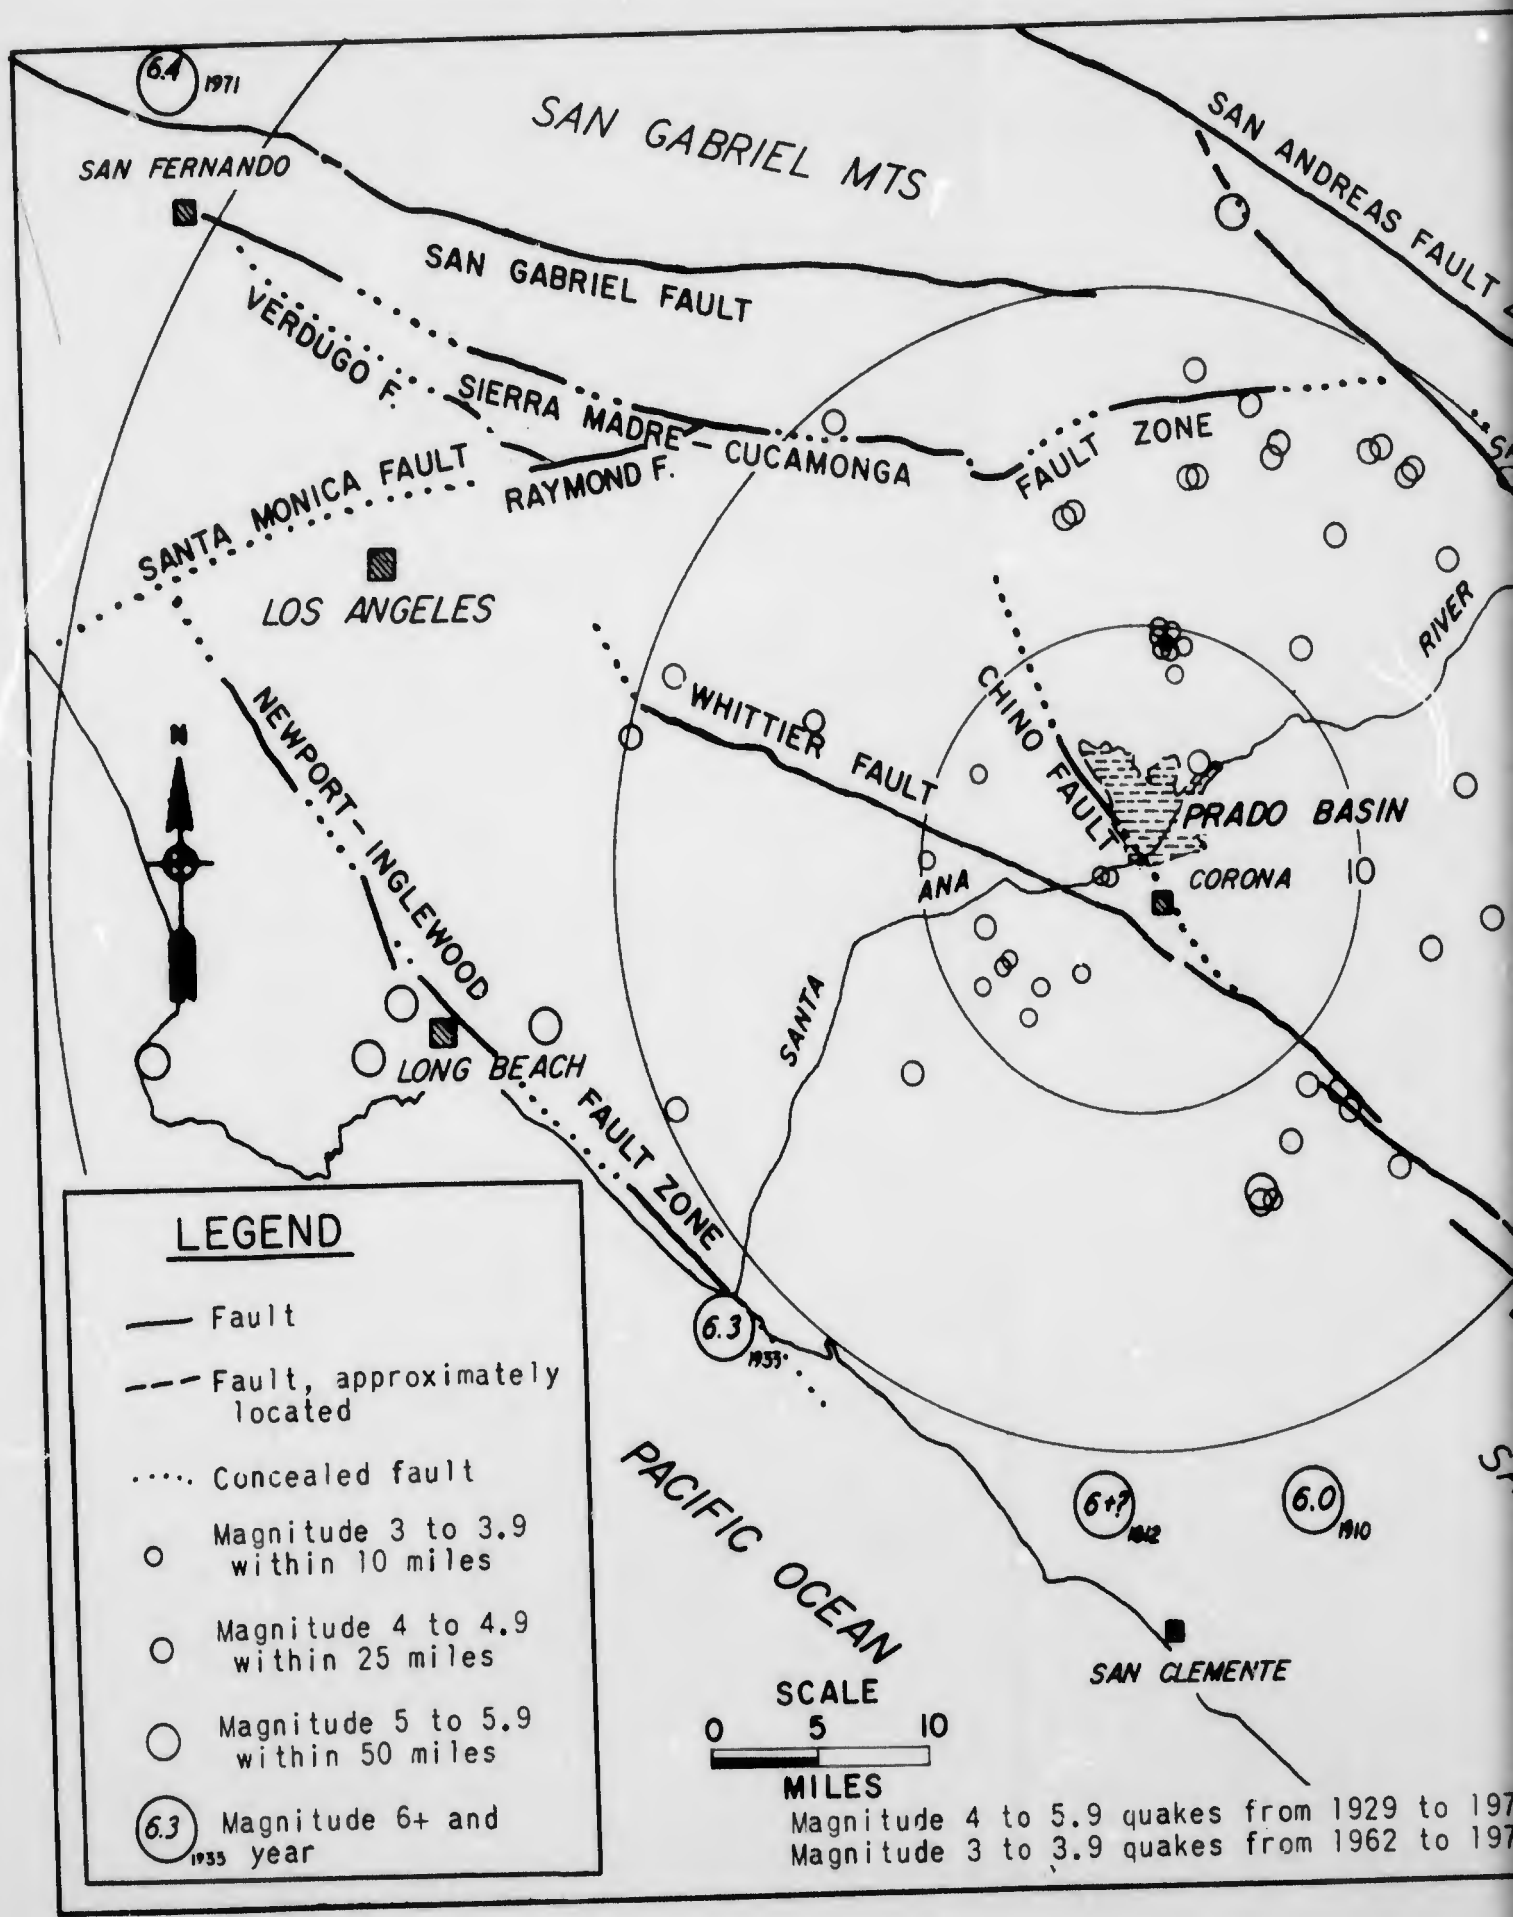 6.4 1971
SAN GABRIEL MTS
SAN ANDREAS FAULT
SAN FERNANDO
SAN GABRIEL FAULT
VERDUGO F.
SIERRA MADRE - CUCAMONGA
FAULT ZONE
RAYMOND F.
SANTA MONICA FAULT
LOS ANGELES
RIVER
N
NEWPORT - INGLEWOOD
FAULT ZONE
WHITTIER FAULT
CHINO FAULT
PRADO BASIN
CORONA
10
ANA
SANTA
LONG BEACH
6.3
1933
PACIFIC OCEAN
6+?
1812
6.0
1910
SAN CLEMENTE
LEGEND
Fault
Fault, approximately
located
Concealed fault
Magnitude 3 to 3.9
within 10 miles
Magnitude 4 to 4.9
within 25 miles
Magnitude 5 to 5.9
within 50 miles
6.3 Magnitude 6+ and
1933 year
SCALE
0 5 10
MILES
Magnitude 4 to 5.9 quakes from 1929 to 197
Magnitude 3 to 3.9 quakes from 1962 to 197